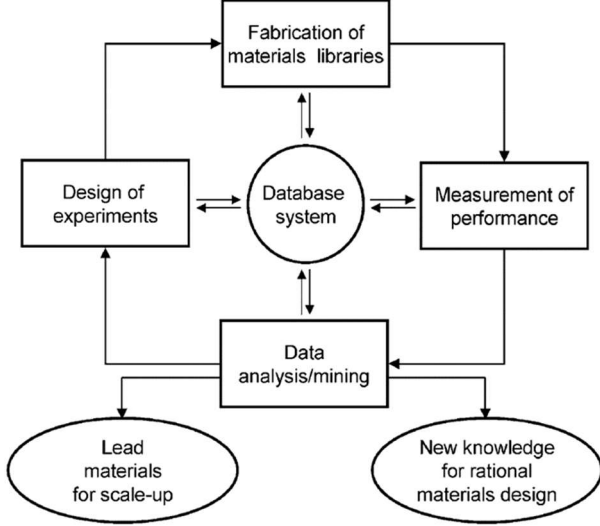 Fabrication of
materials libraries
Design of
experiments
Database
system
Measurement of
performance
Data
analysis/mining
Lead
materials
for scale-up
New knowledge
for rational
materials design